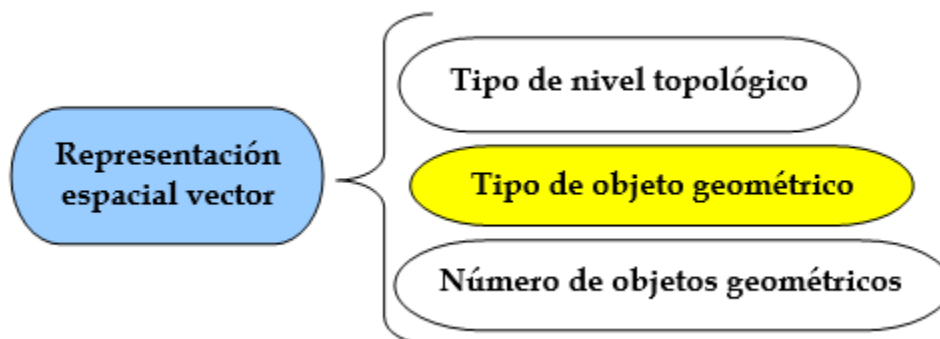 Representación
espacial vector
Tipo de nivel topológico
Tipo de objeto geométrico
Número de objetos geométricos